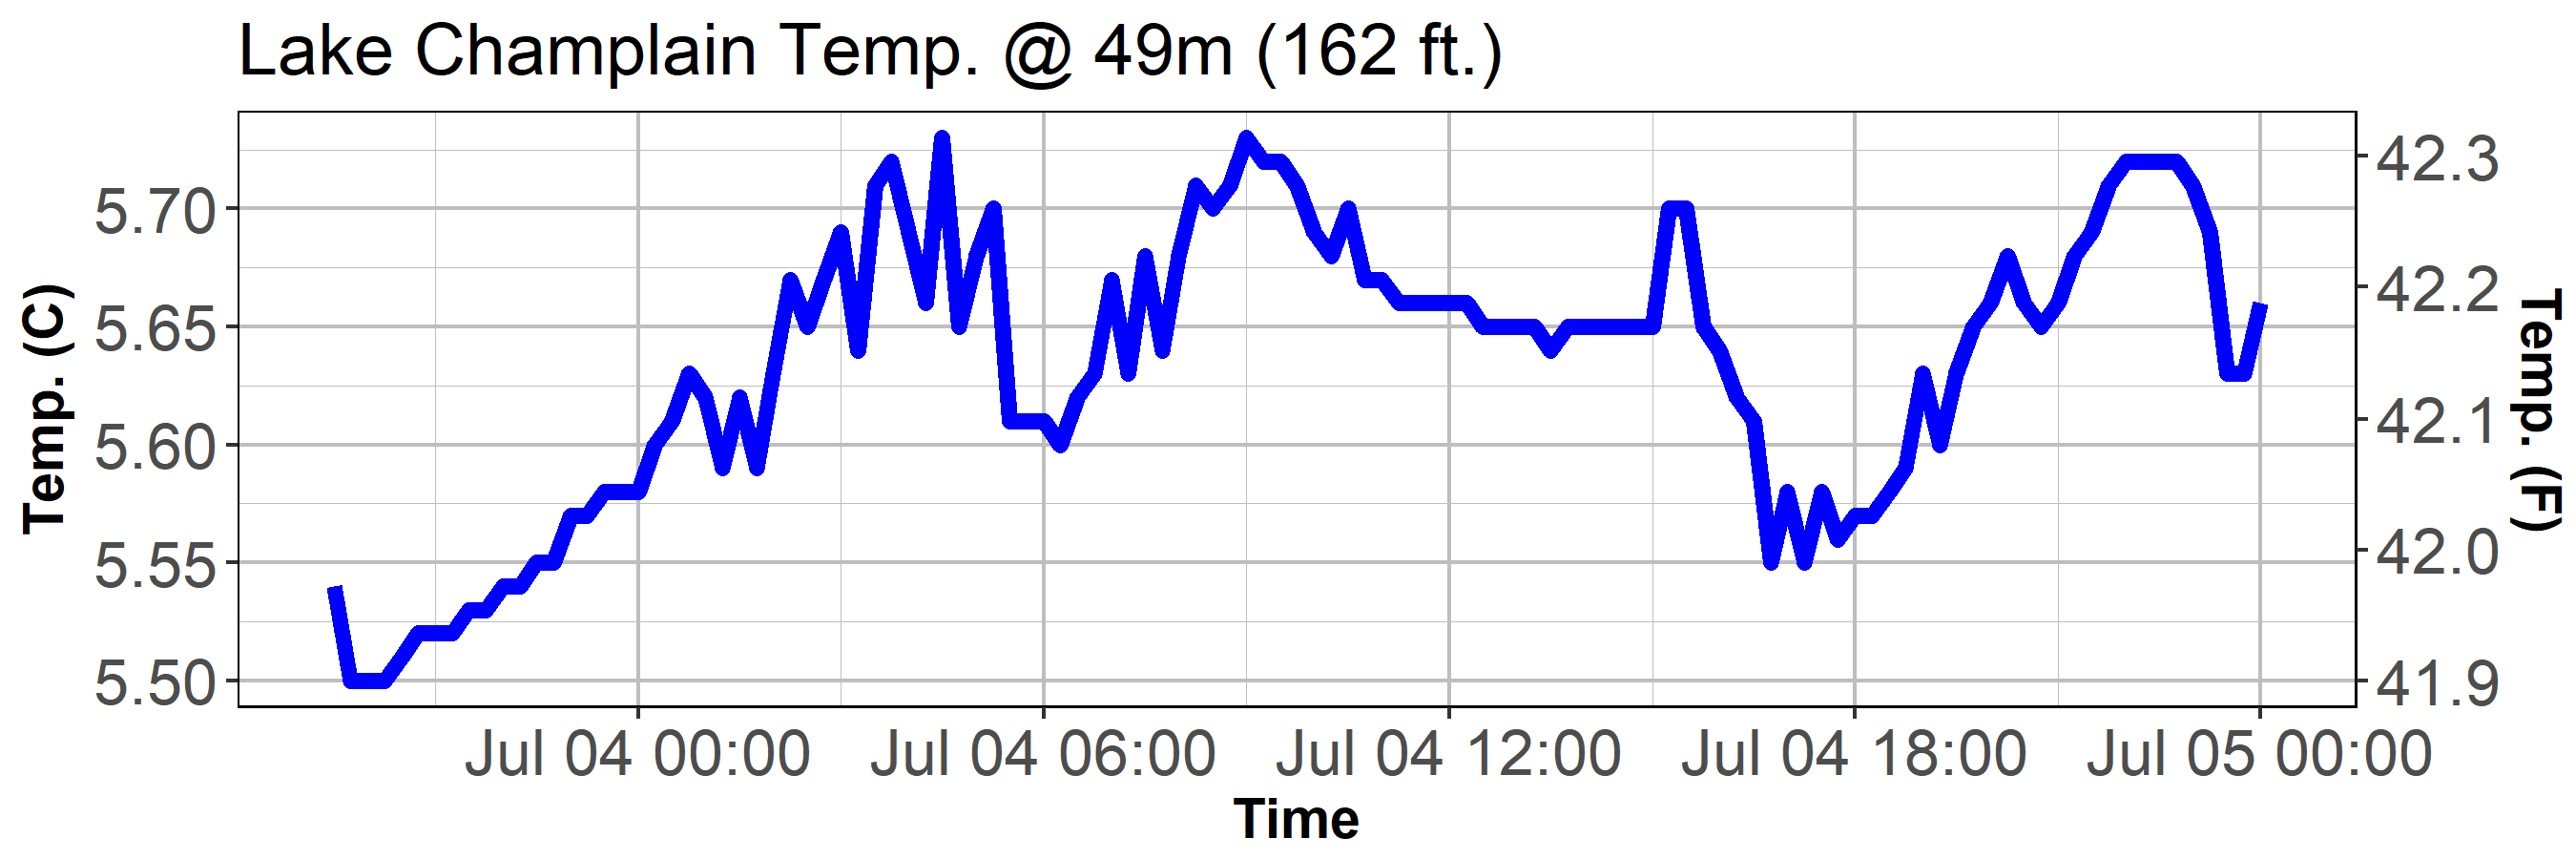 Lake Champlain Temp. @ 49m (162 ft.)
Temp. (C)
5.70
5.65
5.60
5.55
5.50
42.3
42.2
42.1
42.0
41.9
Temp. (F)
Jul 04 00:00 Jul 04 06:00 Jul 04 12:00 Jul 04 18:00 Jul 05 00:00
Time